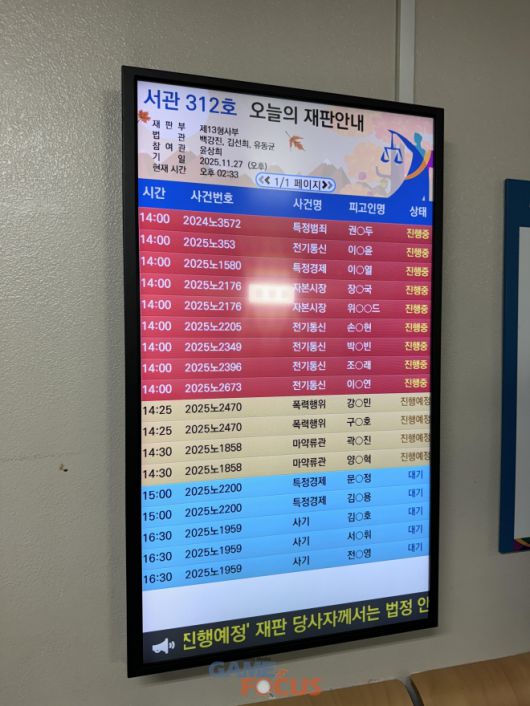 서관 312호 오늘의 재판안내
재 판 부 제13형사부
법 관 백강진, 김선희, 유동균
참 여 관 윤상희
기 일 2025.11.27 (오후)
현재시간 오후 02:33
1/1 페이지
시간 사건번호 사건명 피고인명 상태
14:00 2024노3572 특정범죄 권○두 진행중
14:00 2025노353 전기통신 이○윤 진행중
14:00 2025노1580 특정경제 이○열 진행중
14:00 2025노2176 자본시장 장○국 진행중
14:00 2025노2176 자본시장 위○○드 진행중
14:00 2025노2205 전기통신 손○현 진행중
14:00 2025노2349 전기통신 박○빈 진행중
14:00 2025노2396 전기통신 조○래 진행중
14:00 2025노2673 전기통신 이○연 진행중
14:25 2025노2470 폭력행위 강○민 진행예정
14:25 2025노2470 폭력행위 구○호 진행예정
14:30 2025노1858 마약류관 곽○진 진행예정
14:30 2025노1858 마약류관 양○혁 진행예정
15:00 2025노2200 특정경제 문○정 대기
15:00 2025노2200 특정경제 김○용 대기
16:30 2025노1959 사기 김○호 대기
16:30 2025노1959 사기 서○휘 대기
16:30 2025노1959 사기 전○영 대기
진행예정' 재판 당사자께서는 법정 안
GAME FOCUS